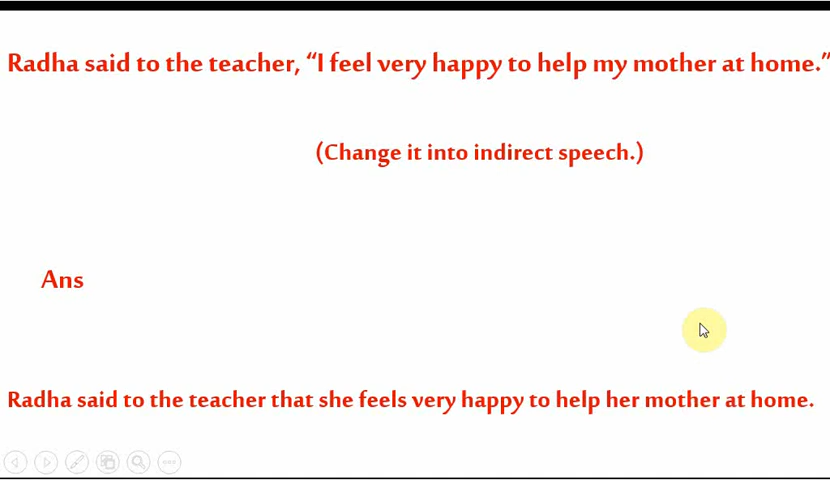 Radha said to the teacher, “I feel very happy to help my mother at home.”
(Change it into indirect speech.)
Ans
Radha said to the teacher that she feels very happy to help her mother at home.